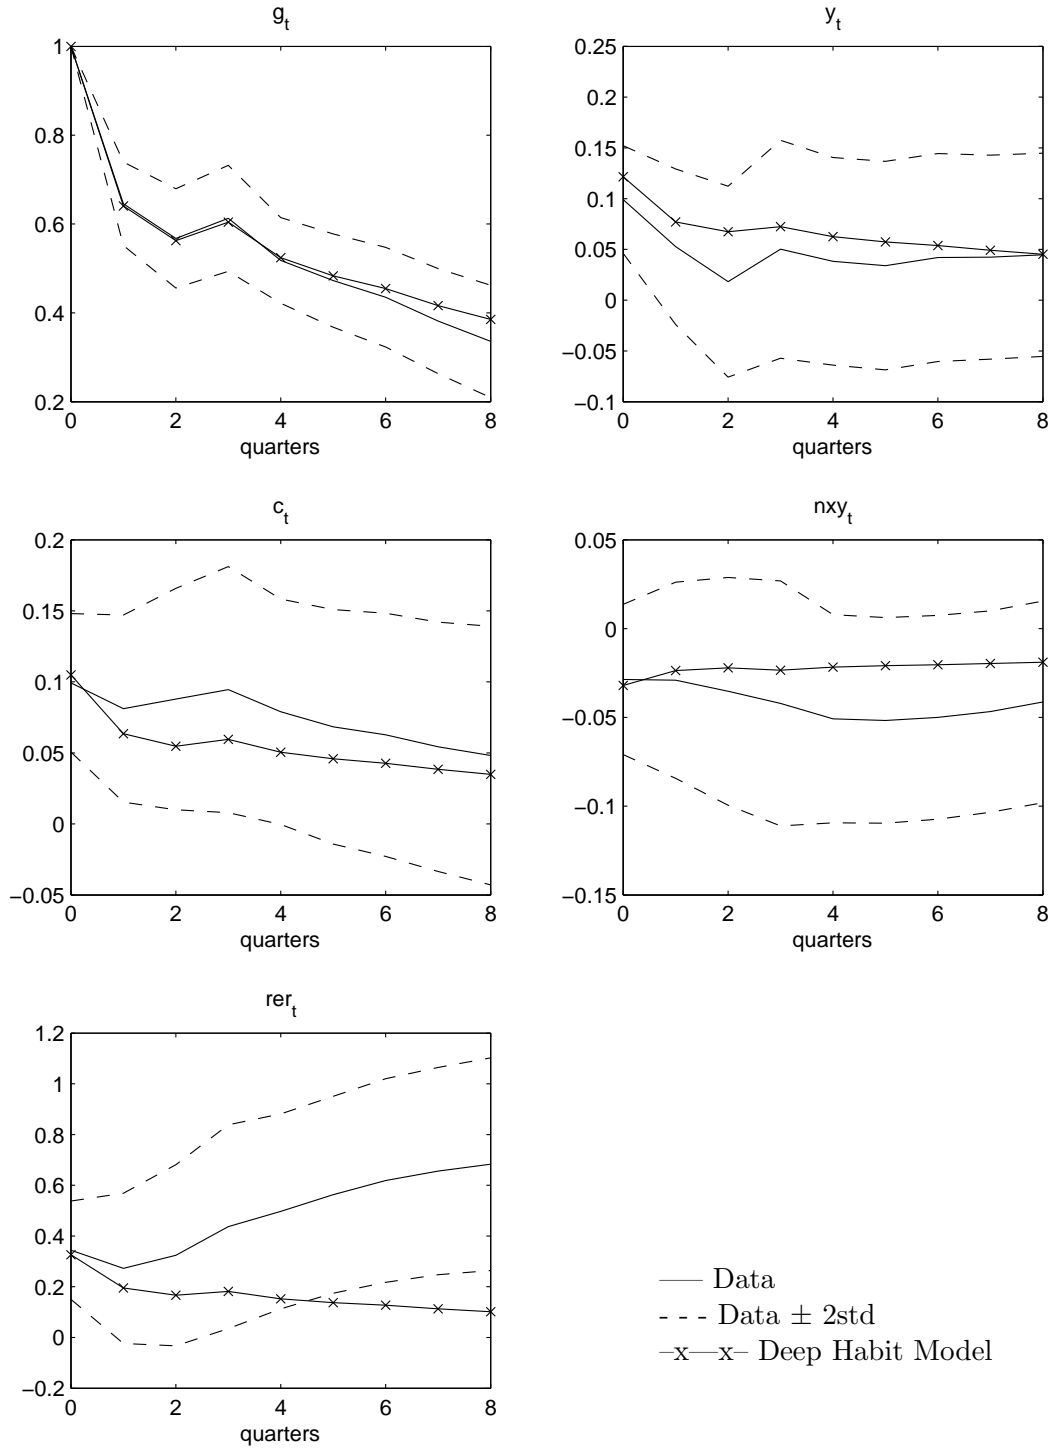 g_t
1
0.8
0.6
0.4
0.2
0 2 4 6 8
quarters
y_t
0.25
0.2
0.15
0.1
0.05
0
−0.05
−0.1
0 2 4 6 8
quarters
c_t
0.2
0.15
0.1
0.05
0
−0.05
0 2 4 6 8
quarters
nxy_t
0.05
0
−0.05
−0.1
−0.15
0 2 4 6 8
quarters
rer_t
1.2
1
0.8
0.6
0.4
0.2
0
−0.2
0 2 4 6 8
quarters
—— Data
- - - Data ± 2std
–x—x– Deep Habit Model